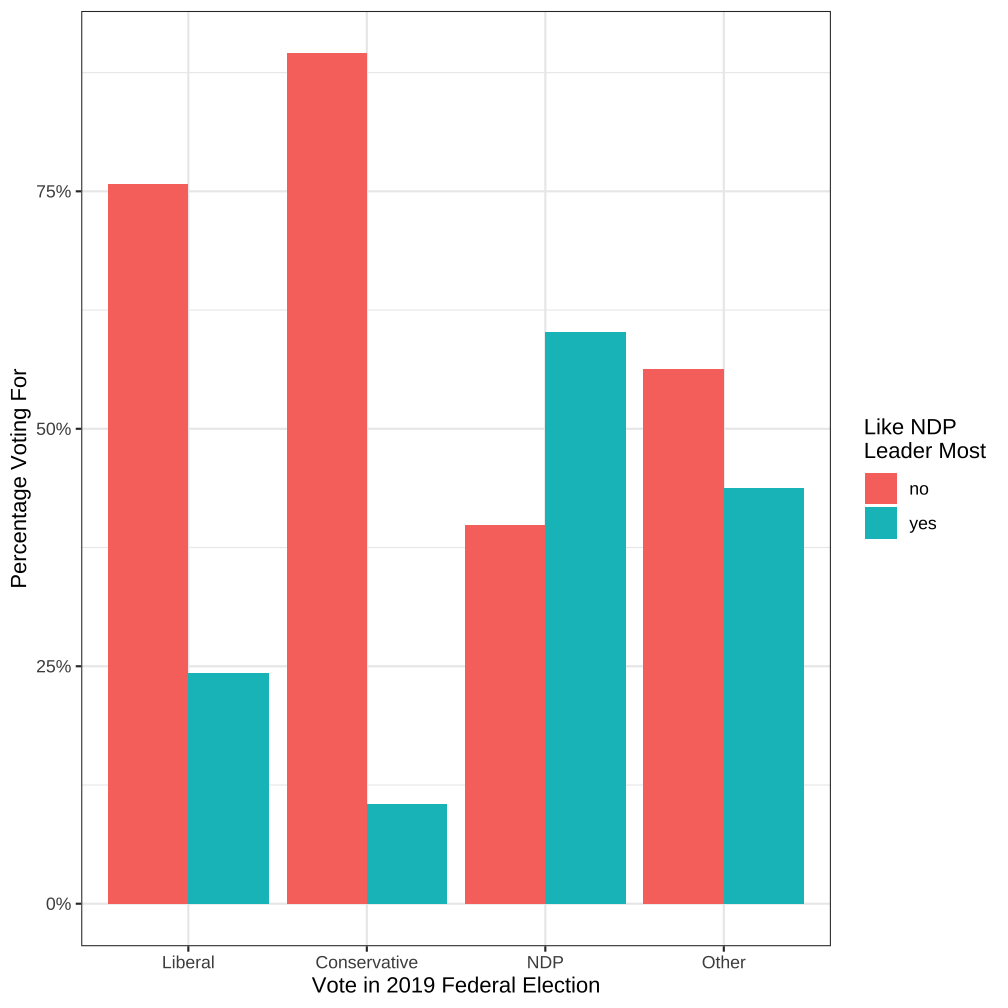 75%
50%
25%
0%
Percentage Voting For
Liberal
Conservative
NDP
Other
Vote in 2019 Federal Election
Like NDP
Leader Most
no
yes